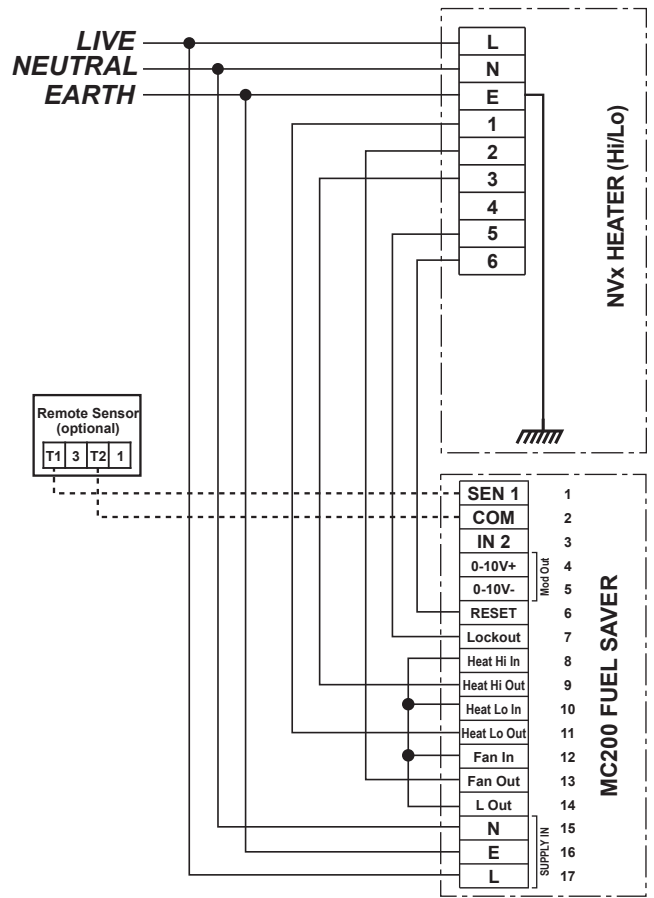 LIVE
NEUTRAL
EARTH
L
N
E
1
2
3
4
5
6
NVx HEATER (Hi/Lo)
Remote Sensor
(optional)
T1 3 T2 1
SEN 1 1
COM 2
IN 2 3
0-10V+ 4
0-10V- 5
Mod Out
RESET 6
Lockout 7
Heat Hi In 8
Heat Hi Out 9
Heat Lo In 10
Heat Lo Out 11
Fan In 12
Fan Out 13
L Out 14
N 15
E 16
L 17
SUPPLY IN
MC200 FUEL SAVER